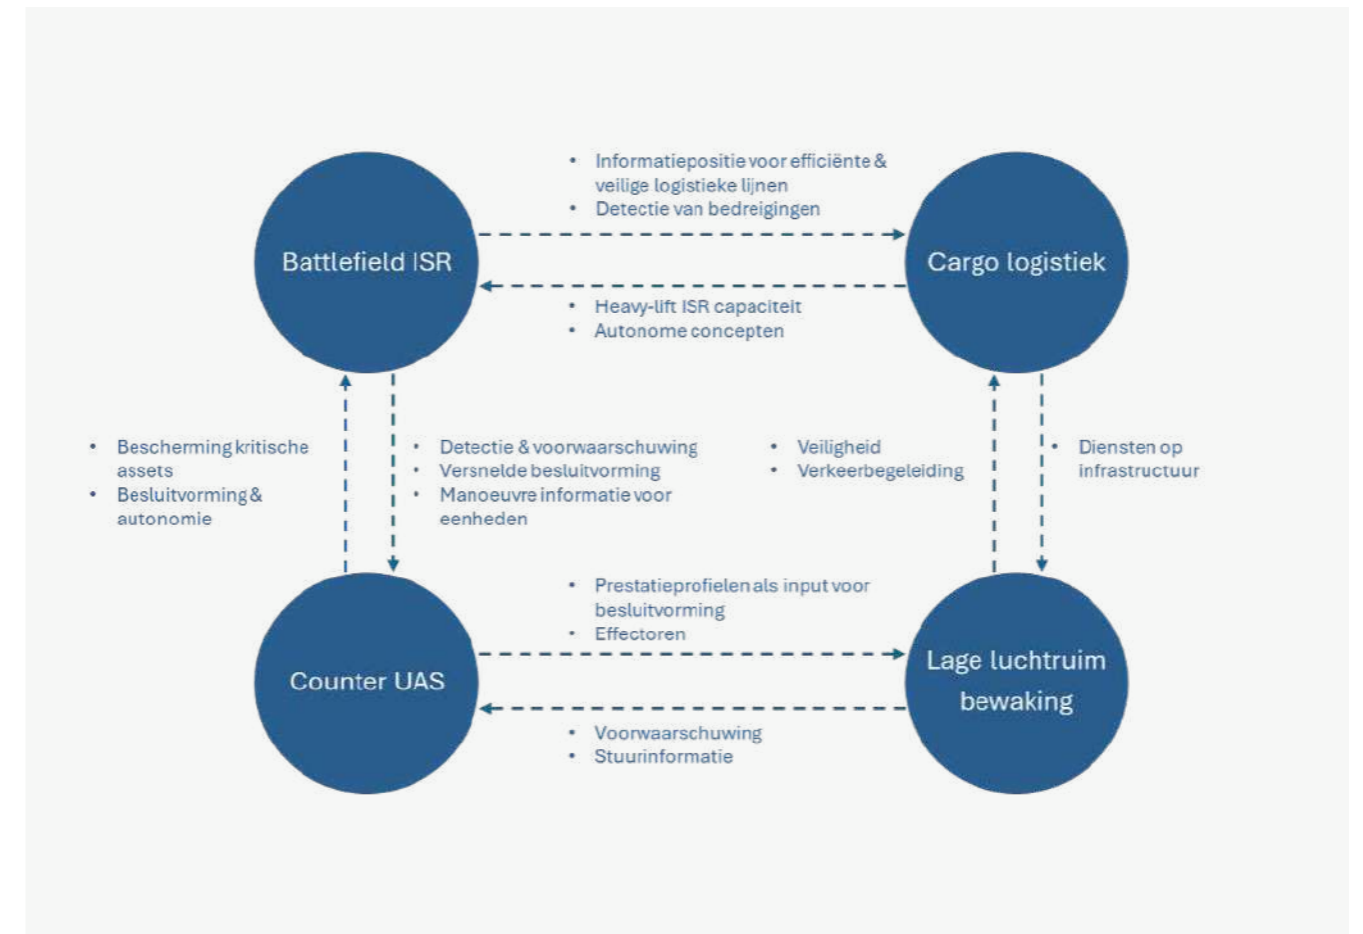 • Informatiepositie voor efficiënte &
veilige logistieke lijnen
• Detectie van bedreigingen
Battlefield ISR
Cargo logistiek
• Heavy-lift ISR capaciteit
• Autonome concepten
• Bescherming kritische
assets
• Besluitvorming &
autonomie
• Detectie & voorwaarschuwing
• Versnelde besluitvorming
• Manoeuvre informatie voor
eenheden
• Veiligheid
• Verkeerbegeleiding
• Diensten op
infrastructuur
• Prestatieprofielen als input voor
besluitvorming
• Effectoren
Counter UAS
Lage luchtruim
bewaking
• Voorwaarschuwing
• Stuurinformatie